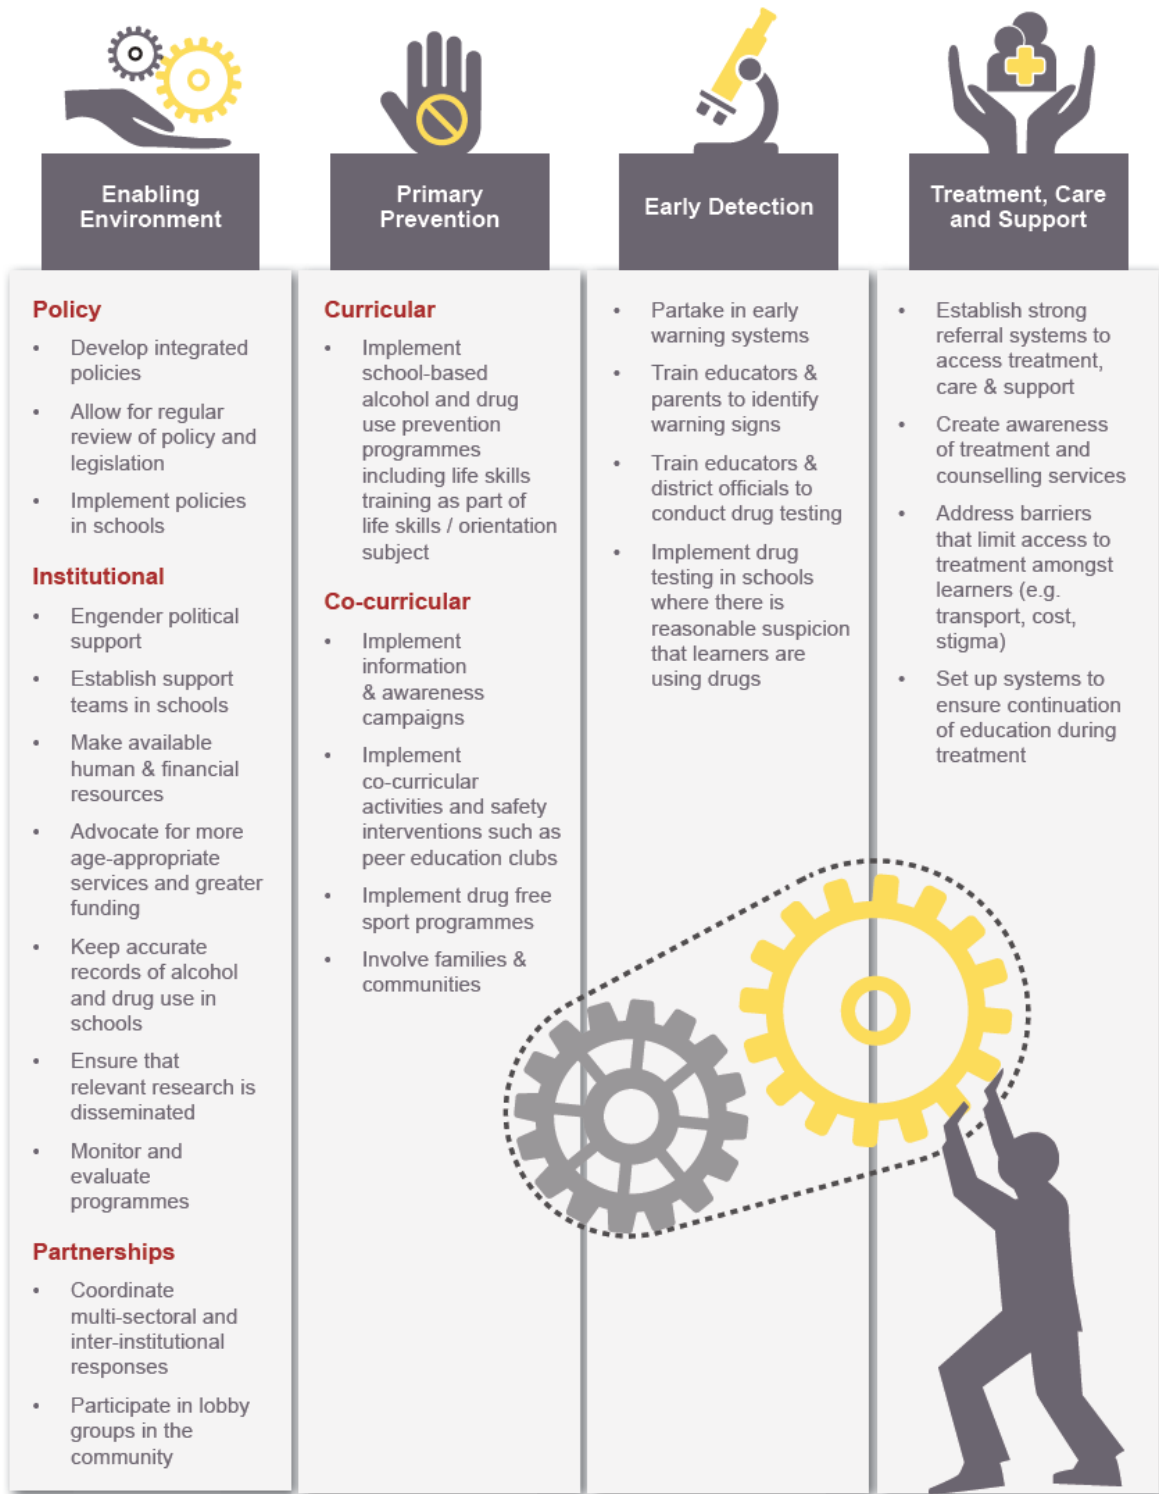 Enabling
Environment
Policy
• Develop integrated
policies
• Allow for regular
review of policy and
legislation
• Implement policies
in schools
Institutional
• Engender political
support
• Establish support
teams in schools
• Make available
human & financial
resources
• Advocate for more
age-appropriate
services and greater
funding
• Keep accurate
records of alcohol
and drug use in
schools
• Ensure that
relevant research is
disseminated
• Monitor and
evaluate
programmes
Partnerships
• Coordinate
multi-sectoral and
inter-institutional
responses
• Participate in lobby
groups in the
community
Primary
Prevention
Curricular
• Implement
school-based
alcohol and drug
use prevention
programmes
including life skills
training as part of
life skills / orientation
subject
Co-curricular
• Implement
information
& awareness
campaigns
• Implement
co-curricular
activities and safety
interventions such as
peer education clubs
• Implement drug free
sport programmes
• Involve families &
communities
Early Detection
• Partake in early
warning systems
• Train educators &
parents to identify
warning signs
• Train educators &
district officials to
conduct drug testing
• Implement drug
testing in schools
where there is
reasonable suspicion
that learners are
using drugs
Treatment, Care
and Support
• Establish strong
referral systems to
access treatment,
care & support
• Create awareness
of treatment and
counselling services
• Address barriers
that limit access to
treatment amongst
learners (e.g.
transport, cost,
stigma)
• Set up systems to
ensure continuation
of education during
treatment